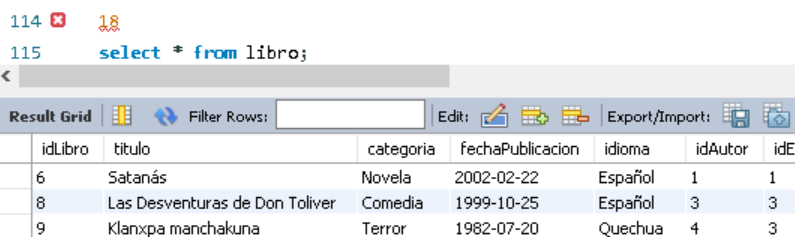 114 18
115 select * from libro;
Result Grid Filter Rows: Edit: Export/Import:
idLibro titulo categoria fechaPublicacion idioma idAutor idE
6 Satanás Novela 2002-02-22 Español 1 1
8 Las Desventuras de Don Toliver Comedia 1999-10-25 Español 3 3
9 Klanxpa manchakuna Terror 1982-07-20 Quechua 4 3